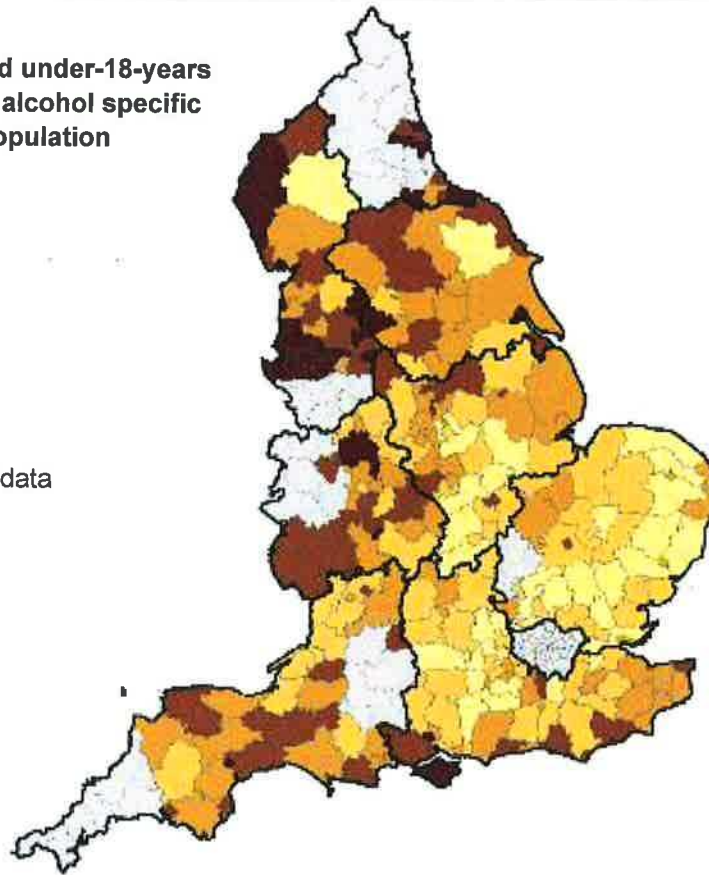 d under-18-years
alcohol specific
opulation
data